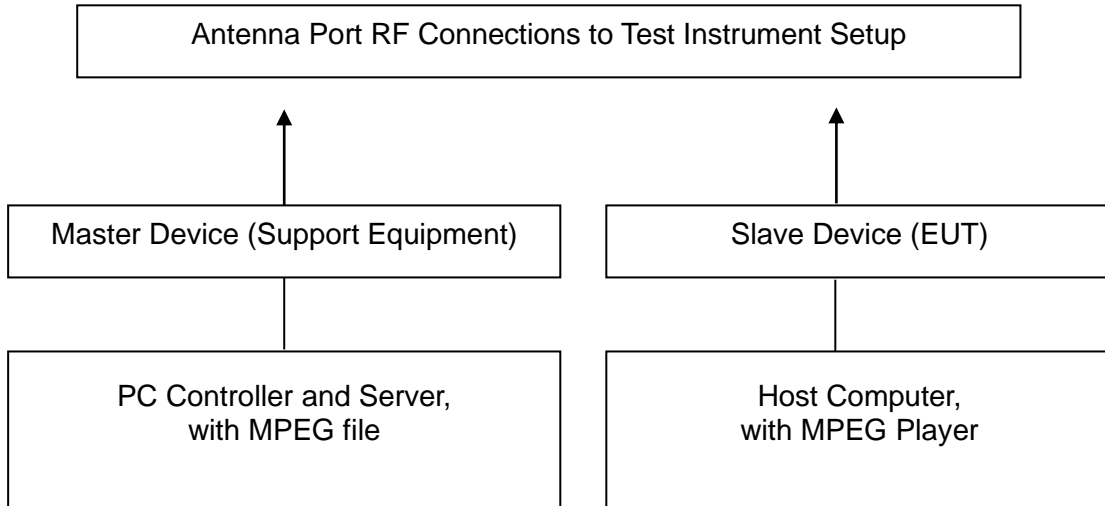 Antenna Port RF Connections to Test Instrument Setup
Master Device (Support Equipment)
Slave Device (EUT)
PC Controller and Server,
with MPEG file
Host Computer,
with MPEG Player